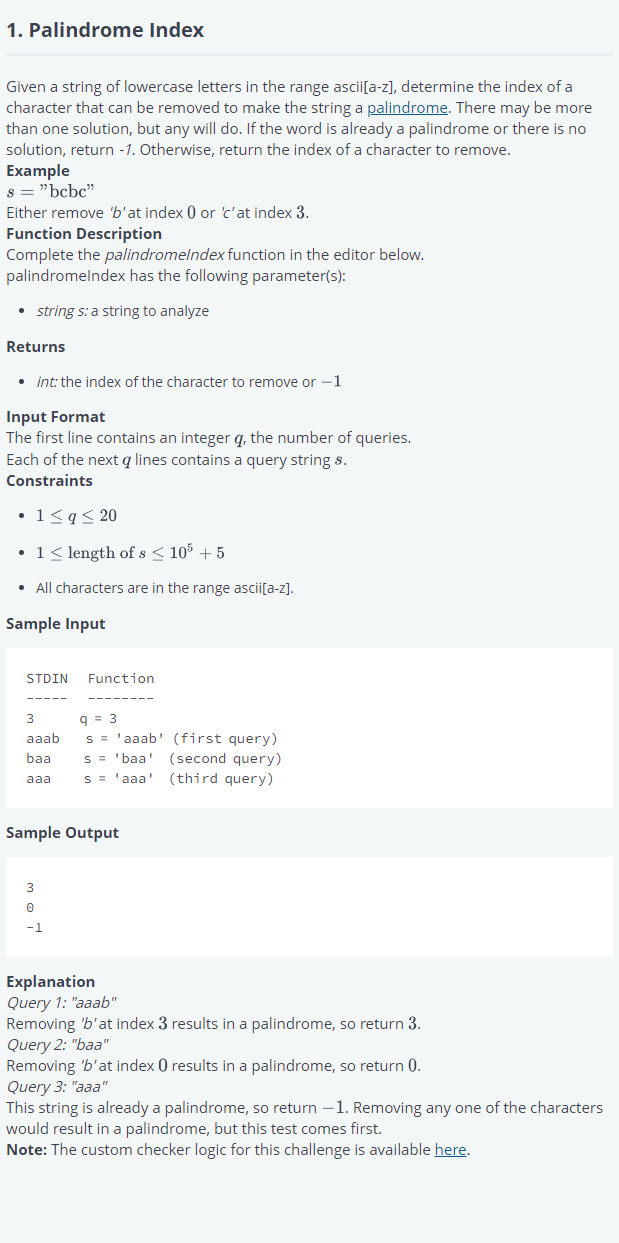 1. Palindrome Index
Given a string of lowercase letters in the range ascii[a-z], determine the index of a
character that can be removed to make the string a palindrome. There may be more
than one solution, but any will do. If the word is already a palindrome or there is no
solution, return -1. Otherwise, return the index of a character to remove.
Example
s = ”bcbc”
Either remove 'b' at index 0 or 'c' at index 3.
Function Description
Complete the palindromeIndex function in the editor below.
palindromeIndex has the following parameter(s):
• string s: a string to analyze
Returns
• int: the index of the character to remove or −1
Input Format
The first line contains an integer q, the number of queries.
Each of the next q lines contains a query string s.
Constraints
• 1 ≤ q ≤ 20
• 1 ≤ length of s ≤ 10⁵ + 5
• All characters are in the range ascii[a-z].
Sample Input
STDIN   Function
-----   --------
3      q = 3
aaab   s = 'aaab' (first query)
baa    s = 'baa'  (second query)
aaa    s = 'aaa'  (third query)
Sample Output
3
0
-1
Explanation
Query 1: "aaab"
Removing 'b' at index 3 results in a palindrome, so return 3.
Query 2: "baa"
Removing 'b' at index 0 results in a palindrome, so return 0.
Query 3: "aaa"
This string is already a palindrome, so return −1. Removing any one of the characters
would result in a palindrome, but this test comes first.
Note: The custom checker logic for this challenge is available here.